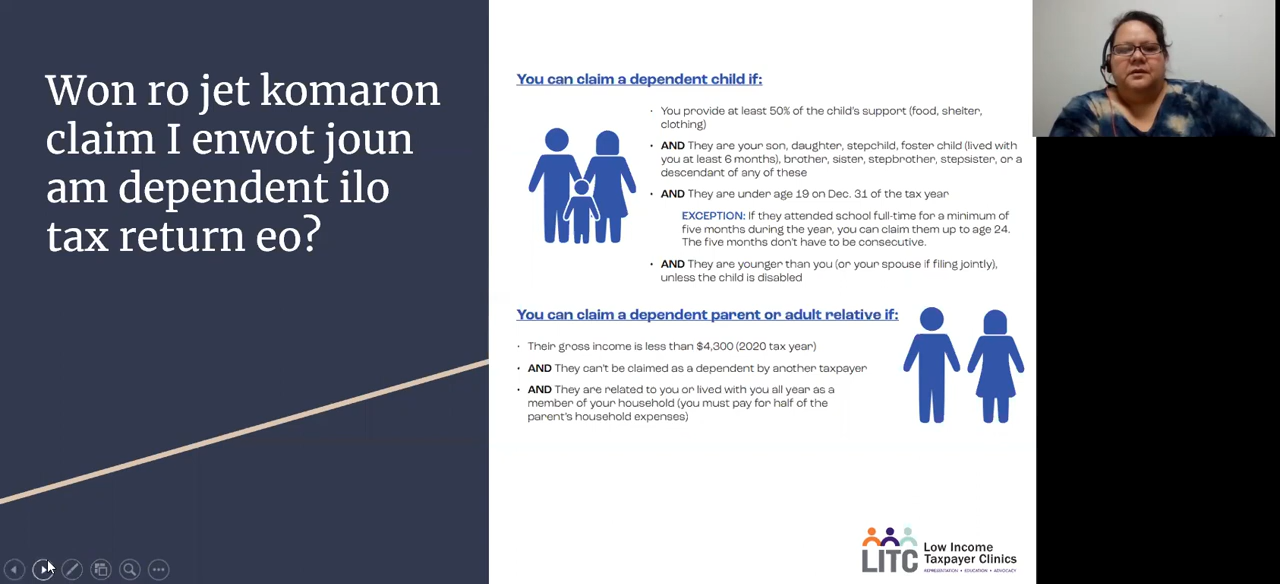 Won ro jet komaron
claim I enwot joun
am dependent ilo
tax return eo?
You can claim a dependent child if:
• You provide at least 50% of the child's support (food, shelter,
clothing)
• AND They are your son, daughter, stepchild, foster child (lived with
you at least 6 months), brother, sister, stepbrother, stepsister, or a
descendant of any of these
• AND They are under age 19 on Dec. 31 of the tax year
EXCEPTION: If they attended school full-time for a minimum of
five months during the year, you can claim them up to age 24.
The five months don't have to be consecutive.
• AND They are younger than you (or your spouse if filing jointly),
unless the child is disabled
You can claim a dependent parent or adult relative if:
• Their gross income is less than $4,300 (2020 tax year)
• AND They can't be claimed as a dependent by another taxpayer
• AND They are related to you or lived with you all year as a
member of your household (you must pay for half of the
parent's household expenses)
LITC
Low Income
Taxpayer Clinics
REPRESENTATION • EDUCATION • ADVOCACY